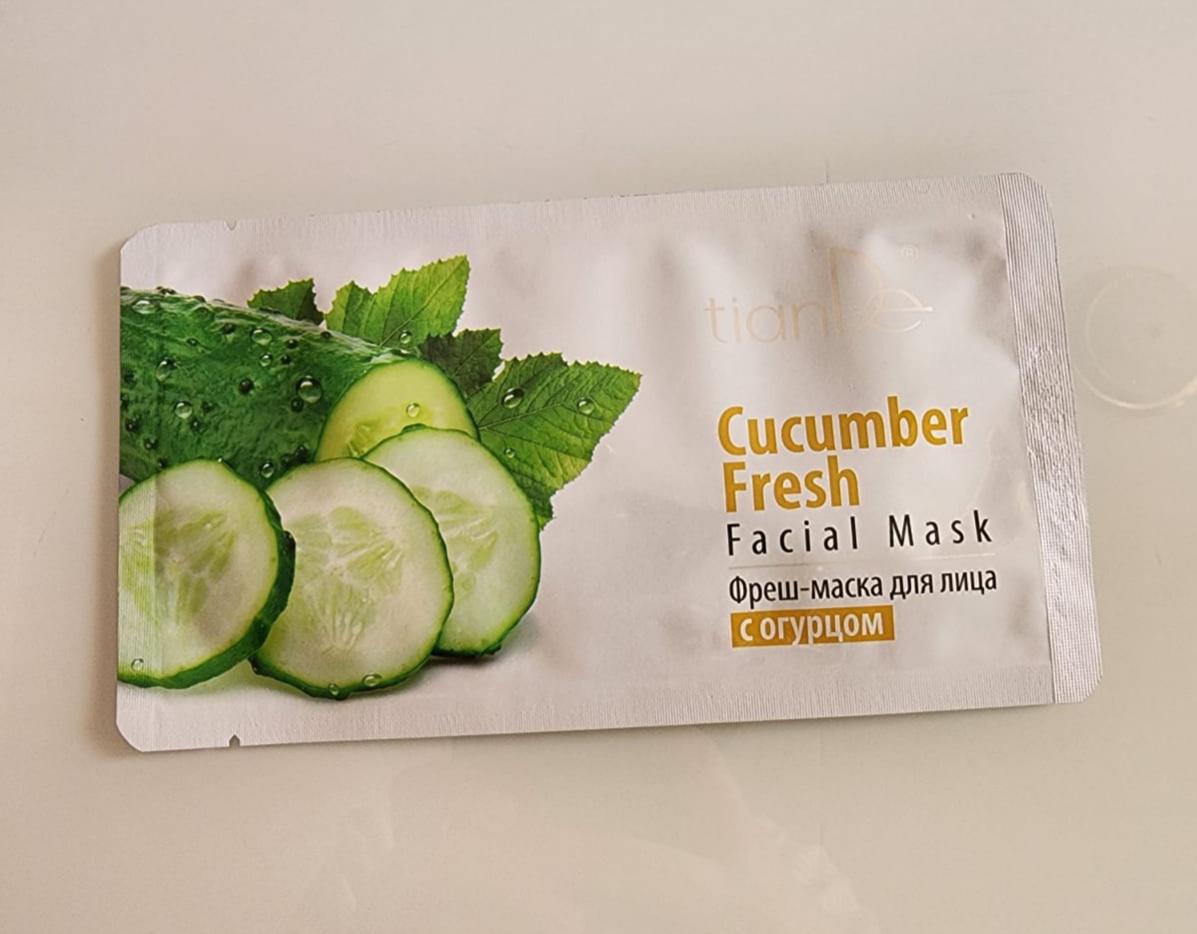 tianDe®
Cucumber
Fresh
Facial Mask
Фреш-маска для лица
с огурцом